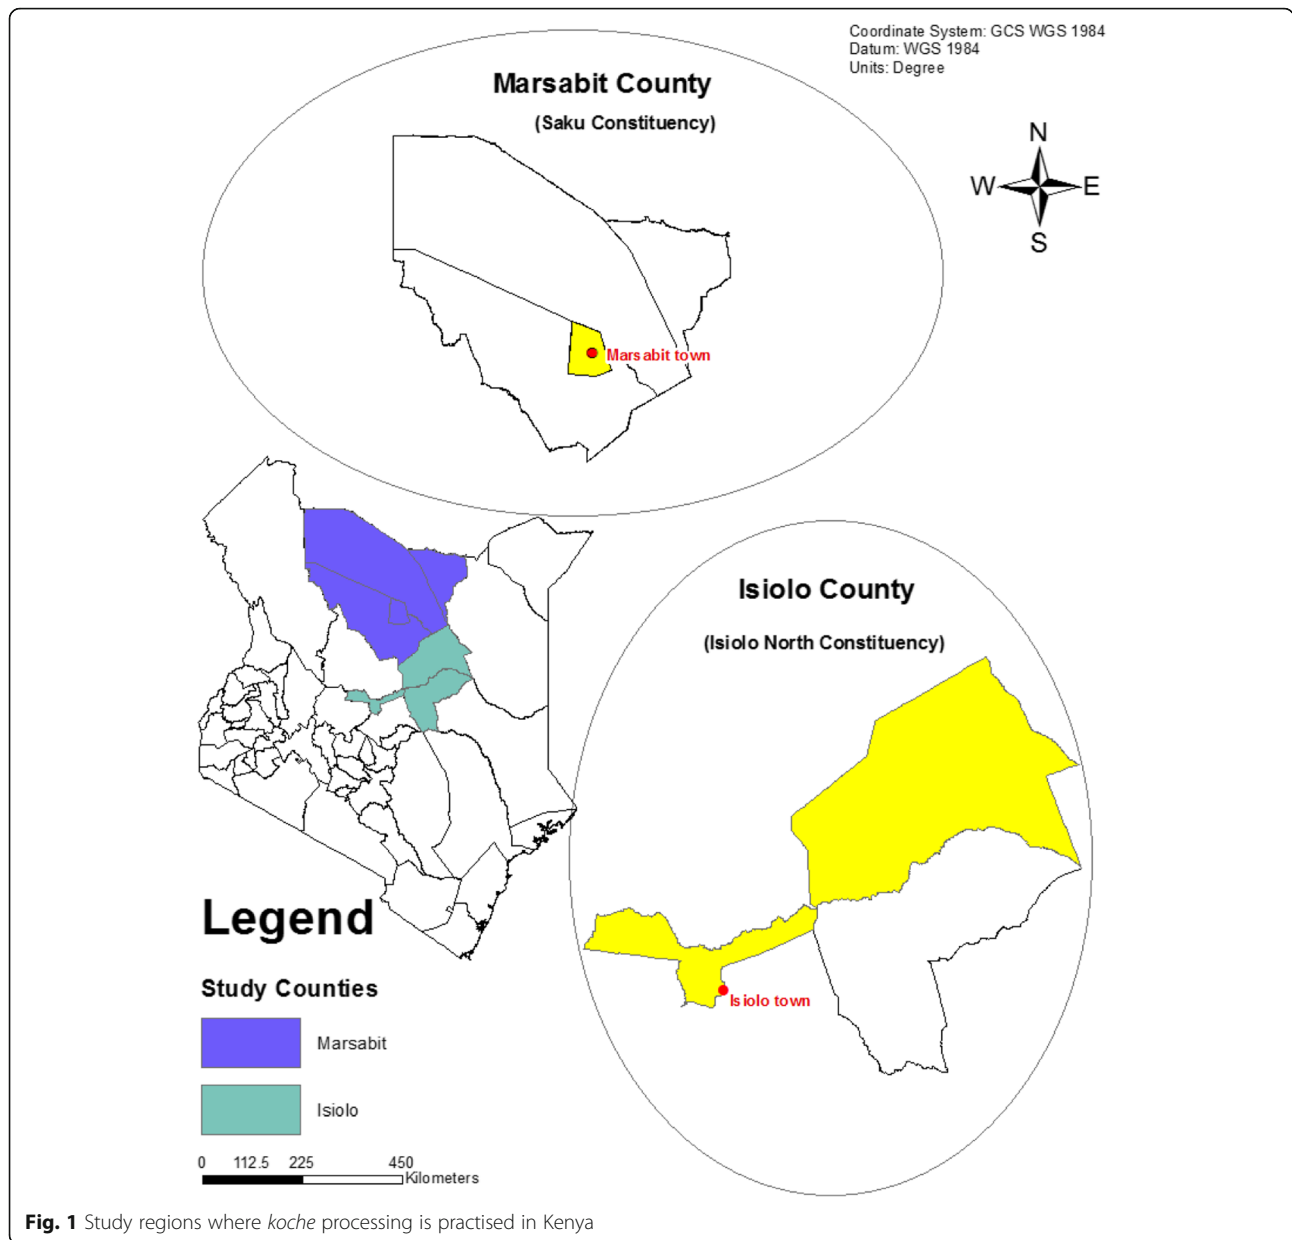 Coordinate System: GCS WGS 1984
Datum: WGS 1984
Units: Degree
Marsabit County
(Saku Constituency)
N
W
E
S
Marsabit town
Isiolo County
(Isiolo North Constituency)
Isiolo town
Legend
Study Counties
Marsabit
Isiolo
0 112.5 225 450
Kilometers
Fig. 1 Study regions where koche processing is practised in Kenya